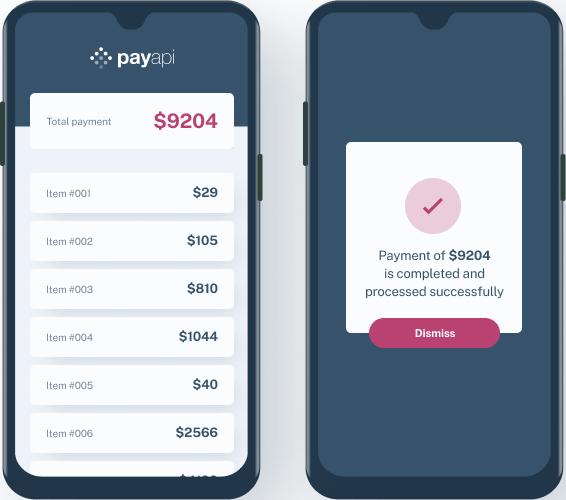 payapi
Total payment $9204
Item #001 $29
Item #002 $105
Item #003 $810
Item #004 $1044
Item #005 $40
Item #006 $2566
Payment of $9204
is completed and
processed successfully
Dismiss